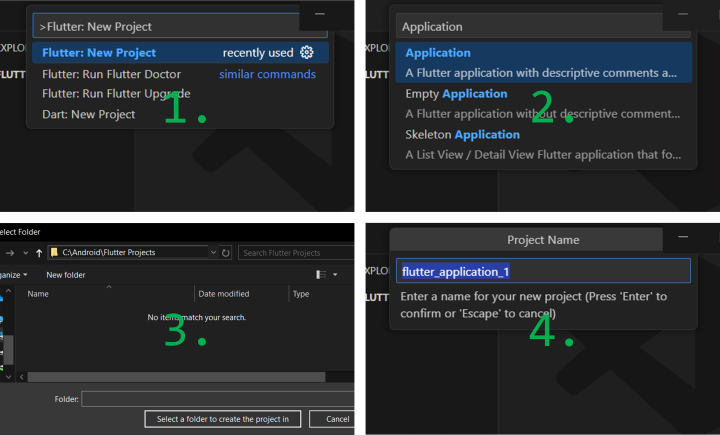 >Flutter: New Project
Flutter: New Project recently used
Flutter: Run Flutter Doctor similar commands
Flutter: Run Flutter Upgrade
Dart: New Project
EXPLO
FLUTT
1.
Application
Application
A Flutter application with descriptive comments a...
Empty Application
A Flutter application without descriptive comment...
Skeleton Application
A List View / Detail View Flutter application that fo...
XPLO
LUTT
2.
elect Folder
C:\Android\Flutter Projects Search Flutter Projects
ganize New folder
Name Date modified Type
No items match your search.
Folder:
Select a folder to create the project in Cancel
3.
Project Name
flutter_application_1
Enter a name for your new project (Press 'Enter' to
confirm or 'Escape' to cancel)
XPLO
LUTT
4.